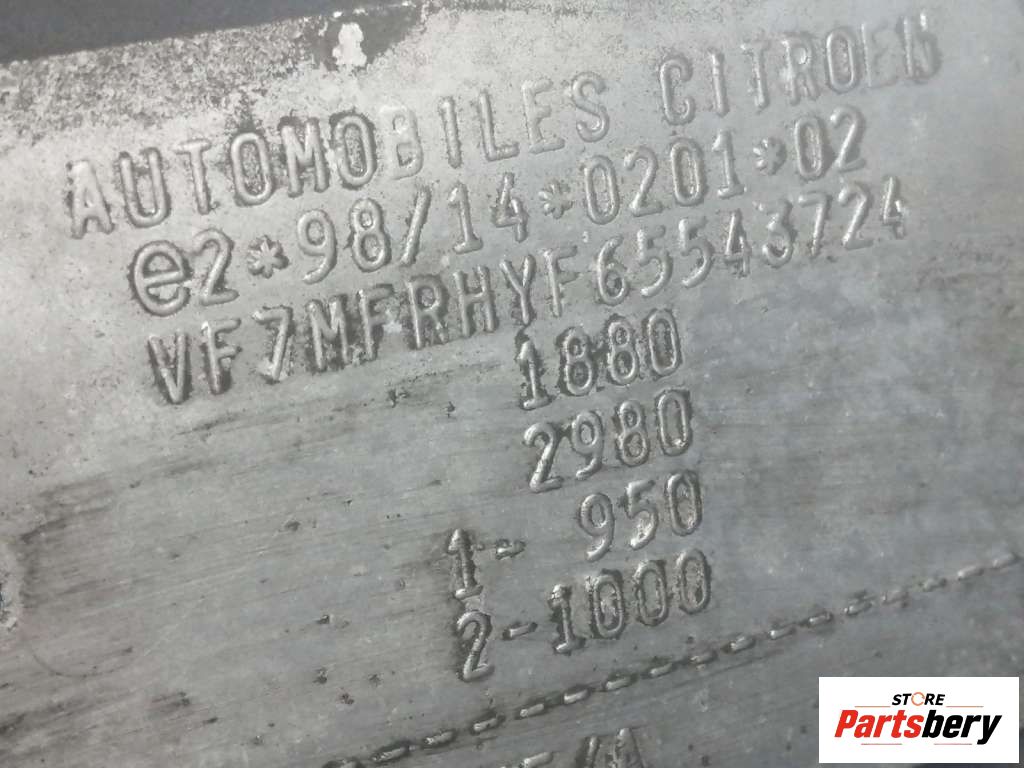 AUTOMOBILES CITROEN
e2*98/14*0201*02
VF7MFRHYF65543724
1880
2980
1- 950
2-1000
STORE
Partsbery